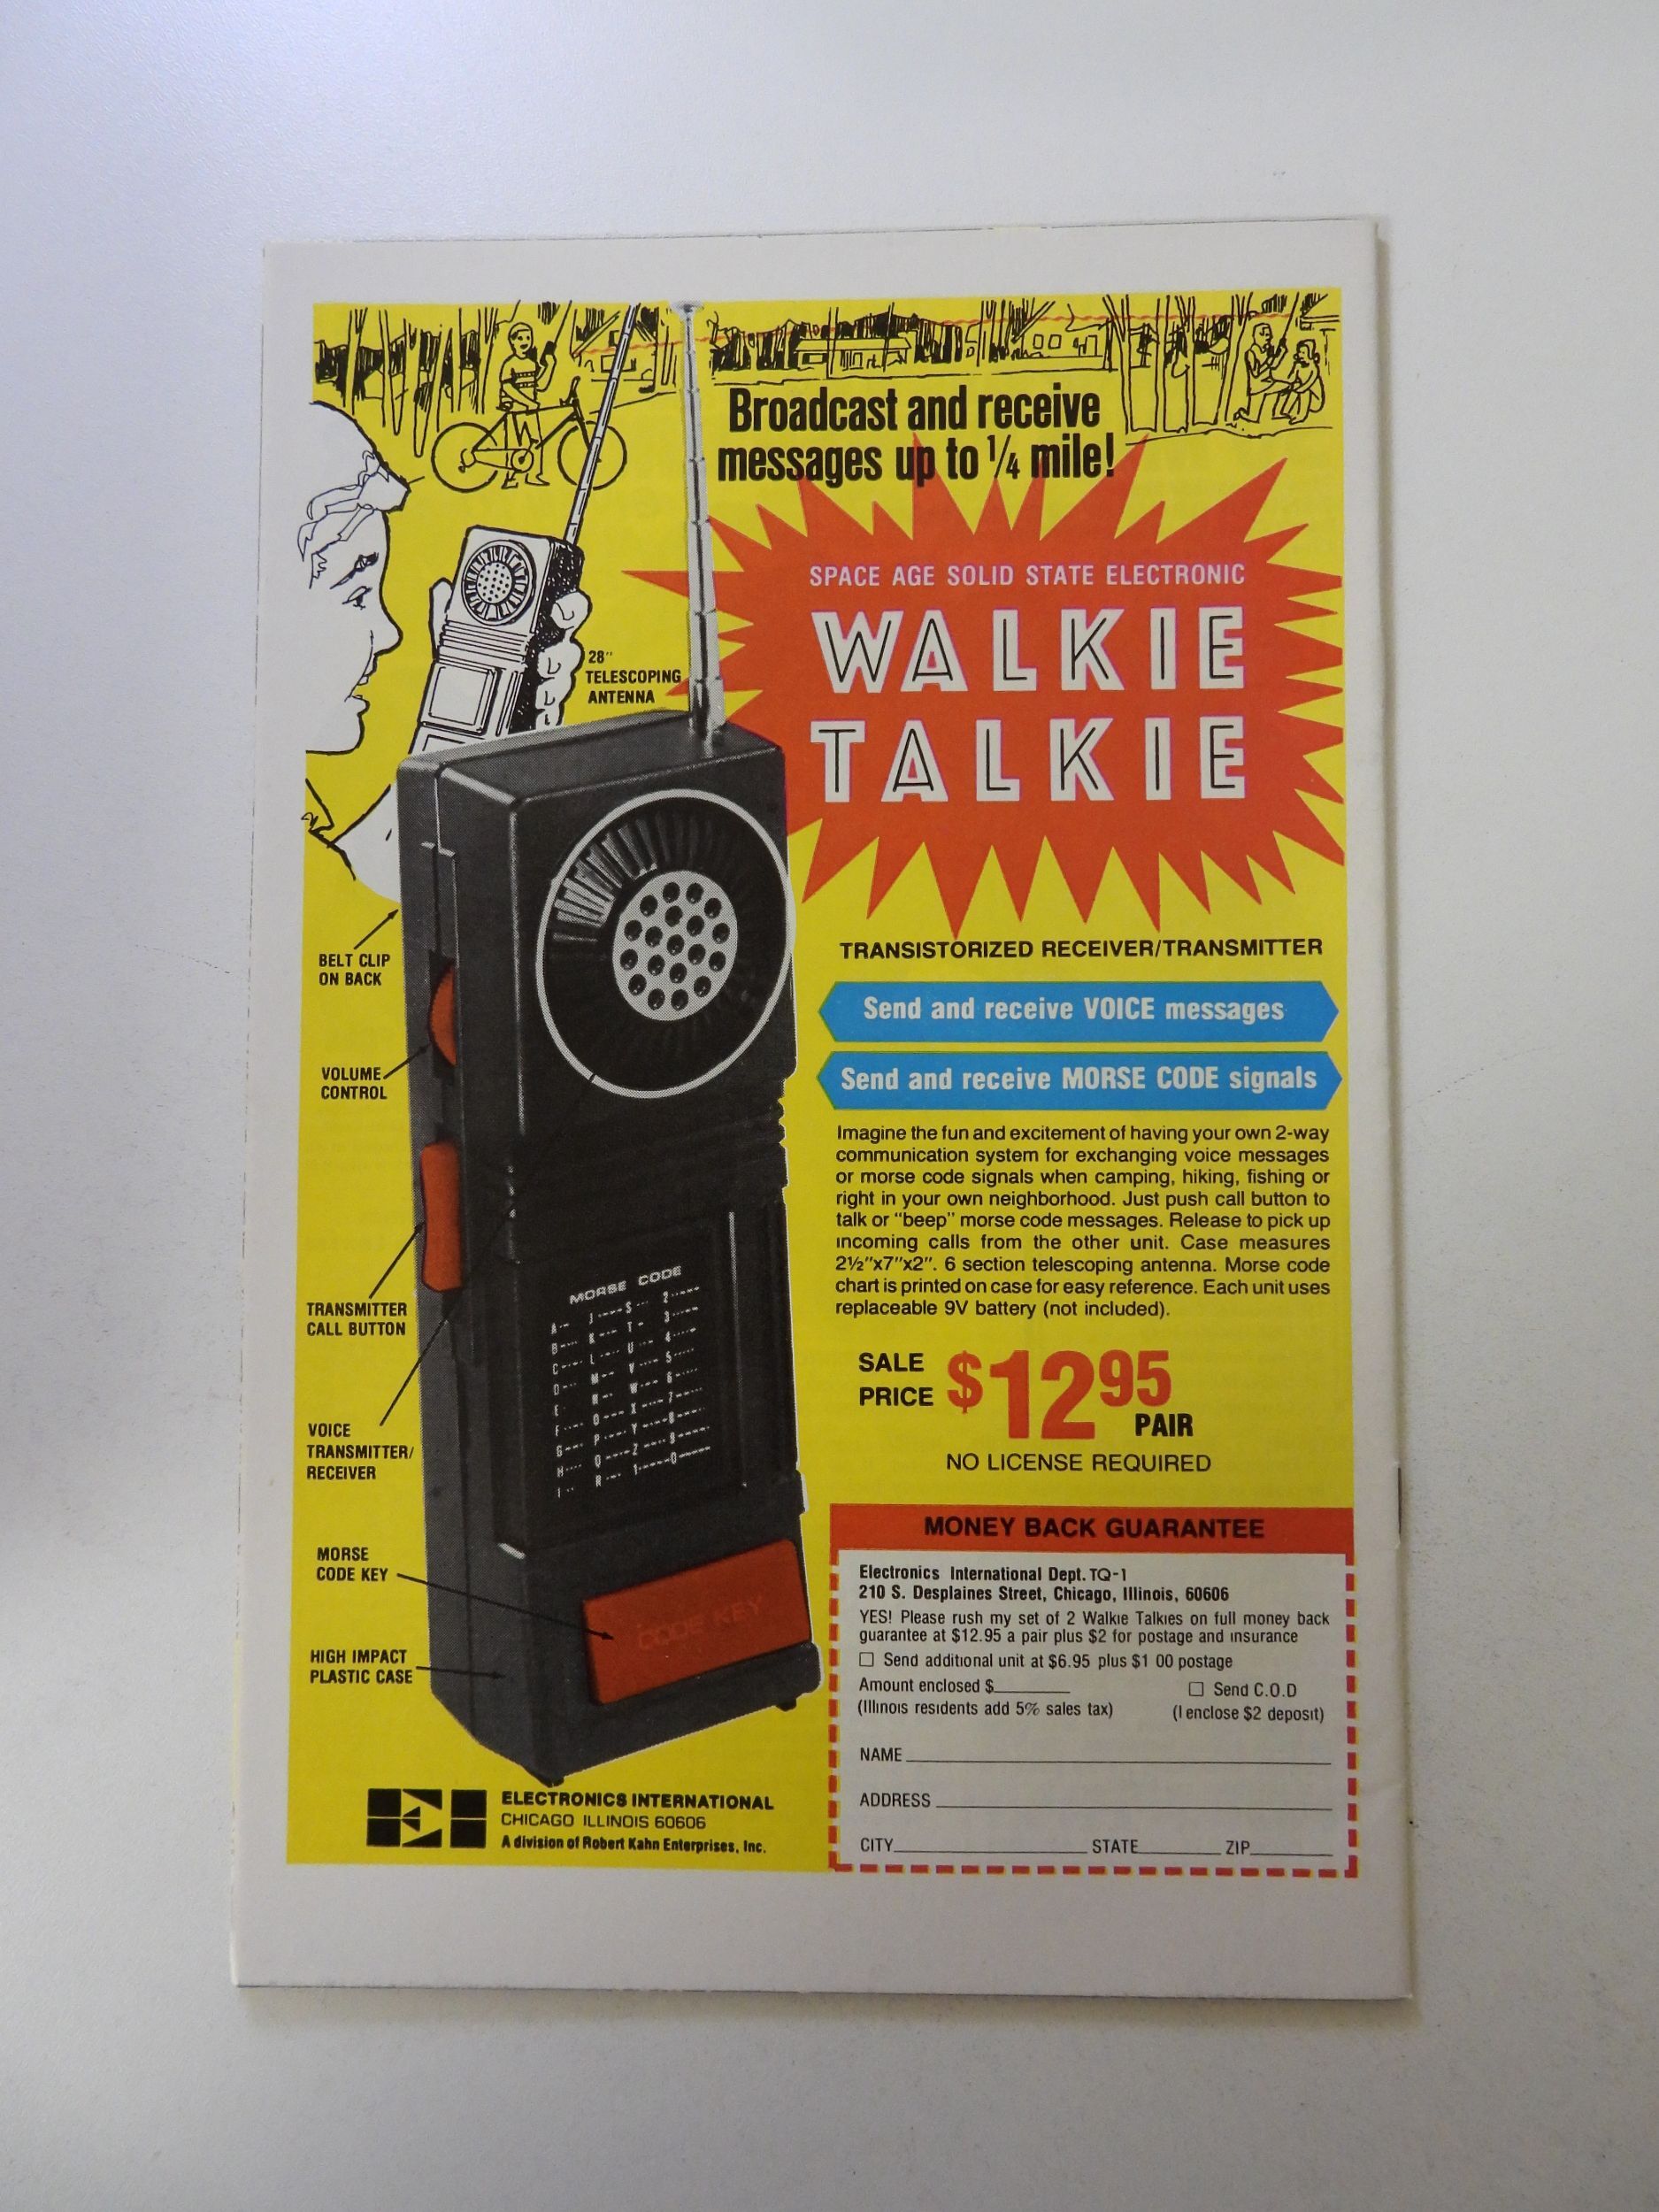 Broadcast and receive
messages up to 1/4 mile!
SPACE AGE SOLID STATE ELECTRONIC
WALKIE
TALKIE
28"
TELESCOPING
ANTENNA
BELT CLIP
ON BACK
VOLUME
CONTROL
TRANSMITTER
CALL BUTTON
VOICE
TRANSMITTER/
RECEIVER
MORSE
CODE KEY
HIGH IMPACT
PLASTIC CASE
MORSE CODE
CODE KEY
TRANSISTORIZED RECEIVER/TRANSMITTER
Send and receive VOICE messages
Send and receive MORSE CODE signals
Imagine the fun and excitement of having your own 2-way
communication system for exchanging voice messages
or morse code signals when camping, hiking, fishing or
right in your own neighborhood. Just push call button to
talk or "beep" morse code messages. Release to pick up
incoming calls from the other unit. Case measures
2½"x7"x2". 6 section telescoping antenna. Morse code
chart is printed on case for easy reference. Each unit uses
replaceable 9V battery (not included).
SALE
PRICE $12 95
PAIR
NO LICENSE REQUIRED
MONEY BACK GUARANTEE
Electronics International Dept. TQ-1
210 S. Desplaines Street, Chicago, Illinois, 60606
YES! Please rush my set of 2 Walkie Talkies on full money back
guarantee at $12.95 a pair plus $2 for postage and insurance
☐ Send additional unit at $6.95 plus $1 00 postage
Amount enclosed $ ☐ Send C.O.D
(Illinois residents add 5% sales tax) (I enclose $2 deposit)
NAME
ADDRESS
CITY STATE ZIP
EI
ELECTRONICS INTERNATIONAL
CHICAGO ILLINOIS 60606
A division of Robert Kahn Enterprises, Inc.